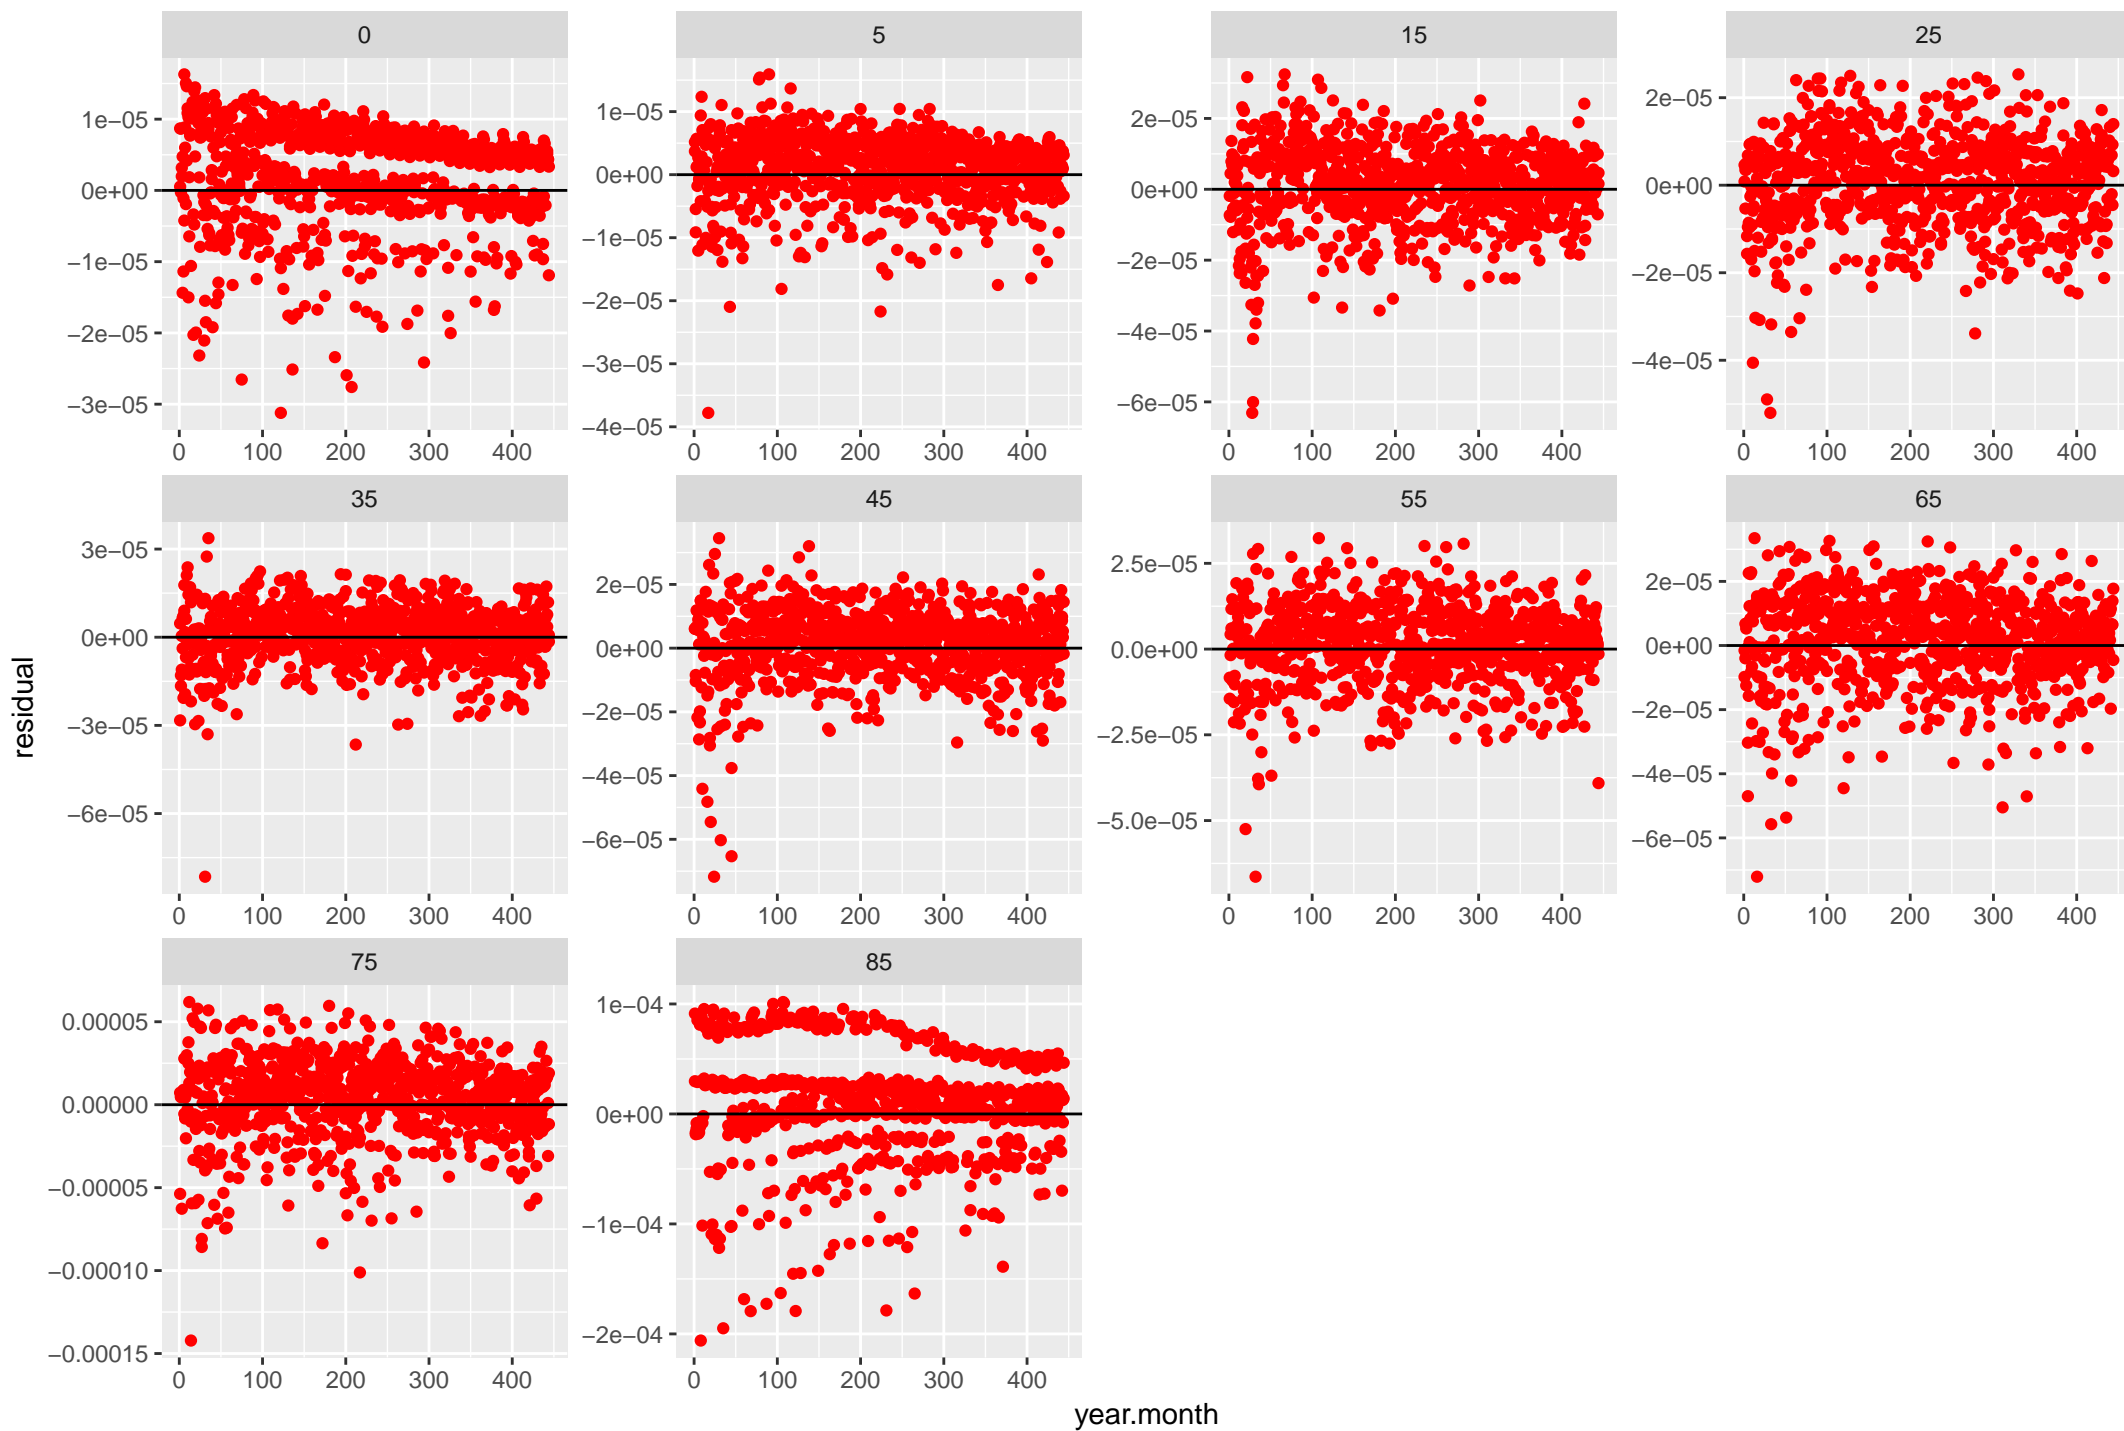 0 5 15 25
1e−05
0e+00
−1e−05
−2e−05
−3e−05
1e−05
0e+00
−1e−05
−2e−05
−3e−05
−4e−05
2e−05
0e+00
−2e−05
−4e−05
−6e−05
2e−05
0e+00
−2e−05
−4e−05
0 100 200 300 400 0 100 200 300 400 0 100 200 300 400 0 100 200 300 400
35 45 55 65
3e−05
0e+00
−3e−05
−6e−05
2e−05
0e+00
−2e−05
−4e−05
−6e−05
2.5e−05
0.0e+00
−2.5e−05
−5.0e−05
2e−05
0e+00
−2e−05
−4e−05
−6e−05
0 100 200 300 400 0 100 200 300 400 0 100 200 300 400 0 100 200 300 400
75 85
0.00005
0.00000
−0.00005
−0.00010
−0.00015
1e−04
0e+00
−1e−04
−2e−04
0 100 200 300 400 0 100 200 300 400
residual
year.month